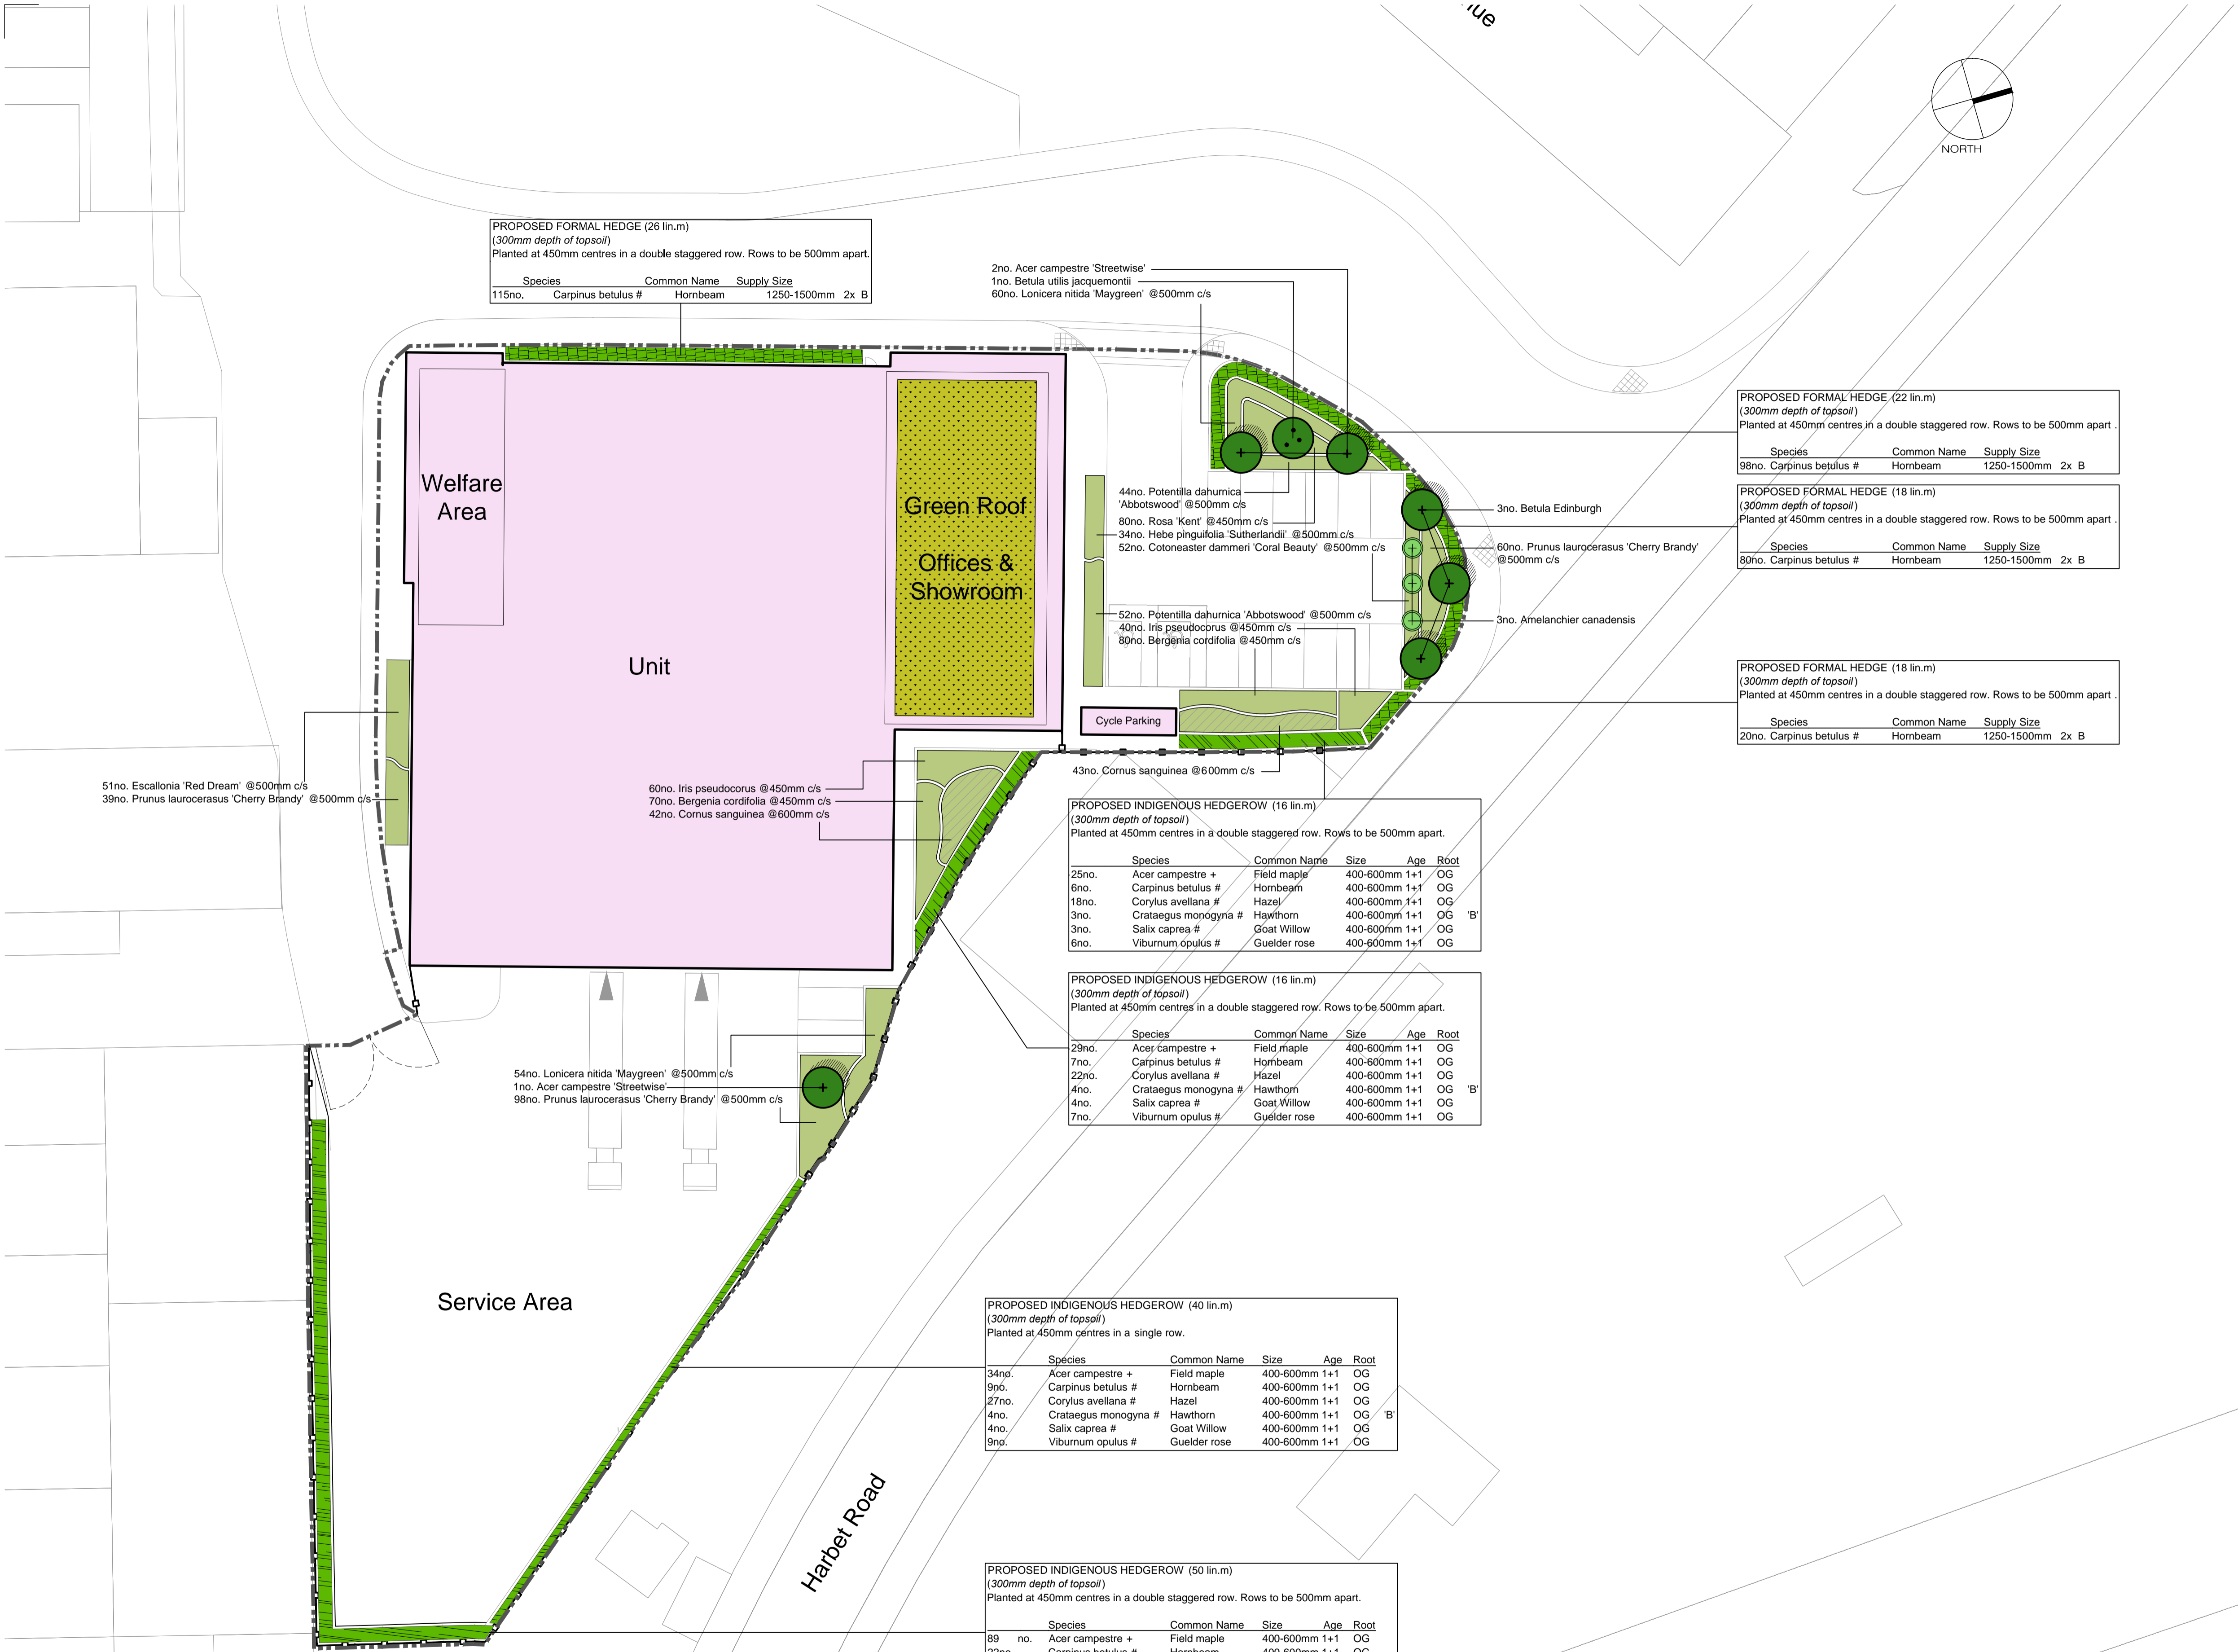 ue
NORTH
PROPOSED FORMAL HEDGE (26 lin.m)
(300mm depth of topsoil)
Planted at 450mm centres in a double staggered row. Rows to be 500mm apart.
Species Common Name Supply Size
115no. Carpinus betulus # Hornbeam 1250-1500mm 2x B
2no. Acer campestre 'Streetwise'
1no. Betula utilis jacquemontii
60no. Lonicera nitida 'Maygreen' @500mm c/s
PROPOSED FORMAL HEDGE (22 lin.m)
(300mm depth of topsoil)
Planted at 450mm centres in a double staggered row. Rows to be 500mm apart .
Species Common Name Supply Size
98no. Carpinus betulus # Hornbeam 1250-1500mm 2x B
PROPOSED FORMAL HEDGE (18 lin.m)
(300mm depth of topsoil)
Planted at 450mm centres in a double staggered row. Rows to be 500mm apart .
Species Common Name Supply Size
80no. Carpinus betulus # Hornbeam 1250-1500mm 2x B
Welfare
Area
Green Roof
Offices &
Showroom
Unit
44no. Potentilla dahurnica
'Abbotswood' @500mm c/s
80no. Rosa 'Kent' @450mm c/s
34no. Hebe pinguifolia 'Sutherlandii' @500mm c/s
52no. Cotoneaster dammeri 'Coral Beauty' @500mm c/s
3no. Betula Edinburgh
60no. Prunus laurocerasus 'Cherry Brandy'
@500mm c/s
52no. Potentilla dahurnica 'Abbotswood' @500mm c/s
40no. Iris pseudocorus @450mm c/s
80no. Bergenia cordifolia @450mm c/s
3no. Amelanchier canadensis
PROPOSED FORMAL HEDGE (18 lin.m)
(300mm depth of topsoil)
Planted at 450mm centres in a double staggered row. Rows to be 500mm apart .
Species Common Name Supply Size
20no. Carpinus betulus # Hornbeam 1250-1500mm 2x B
Cycle Parking
43no. Cornus sanguinea @600mm c/s
51no. Escallonia 'Red Dream' @500mm c/s
39no. Prunus laurocerasus 'Cherry Brandy' @500mm c/s
60no. Iris pseudocorus @450mm c/s
70no. Bergenia cordifolia @450mm c/s
42no. Cornus sanguinea @600mm c/s
PROPOSED INDIGENOUS HEDGEROW (16 lin.m)
(300mm depth of topsoil)
Planted at 450mm centres in a double staggered row. Rows to be 500mm apart.
Species Common Name Size Age Root
25no. Acer campestre + Field maple 400-600mm 1+1 OG
6no. Carpinus betulus # Hornbeam 400-600mm 1+1 OG
18no. Corylus avellana # Hazel 400-600mm 1+1 OG
3no. Crataegus monogyna # Hawthorn 400-600mm 1+1 OG 'B'
3no. Salix caprea # Goat Willow 400-600mm 1+1 OG
6no. Viburnum opulus # Guelder rose 400-600mm 1+1 OG
PROPOSED INDIGENOUS HEDGEROW (16 lin.m)
(300mm depth of topsoil)
Planted at 450mm centres in a double staggered row. Rows to be 500mm apart.
Species Common Name Size Age Root
29no. Acer campestre + Field maple 400-600mm 1+1 OG
7no. Carpinus betulus # Hornbeam 400-600mm 1+1 OG
22no. Corylus avellana # Hazel 400-600mm 1+1 OG
4no. Crataegus monogyna # Hawthorn 400-600mm 1+1 OG 'B'
4no. Salix caprea # Goat Willow 400-600mm 1+1 OG
7no. Viburnum opulus # Guelder rose 400-600mm 1+1 OG
54no. Lonicera nitida 'Maygreen' @500mm c/s
1no. Acer campestre 'Streetwise'
98no. Prunus laurocerasus 'Cherry Brandy' @500mm c/s
Service Area
PROPOSED INDIGENOUS HEDGEROW (40 lin.m)
(300mm depth of topsoil)
Planted at 450mm centres in a single row.
Species Common Name Size Age Root
34no. Acer campestre + Field maple 400-600mm 1+1 OG
9no. Carpinus betulus # Hornbeam 400-600mm 1+1 OG
27no. Corylus avellana # Hazel 400-600mm 1+1 OG
4no. Crataegus monogyna # Hawthorn 400-600mm 1+1 OG 'B'
4no. Salix caprea # Goat Willow 400-600mm 1+1 OG
9no. Viburnum opulus # Guelder rose 400-600mm 1+1 OG
Harbet Road
PROPOSED INDIGENOUS HEDGEROW (50 lin.m)
(300mm depth of topsoil)
Planted at 450mm centres in a double staggered row. Rows to be 500mm apart.
Species Common Name Size Age Root
89 no. Acer campestre + Field maple 400-600mm 1+1 OG